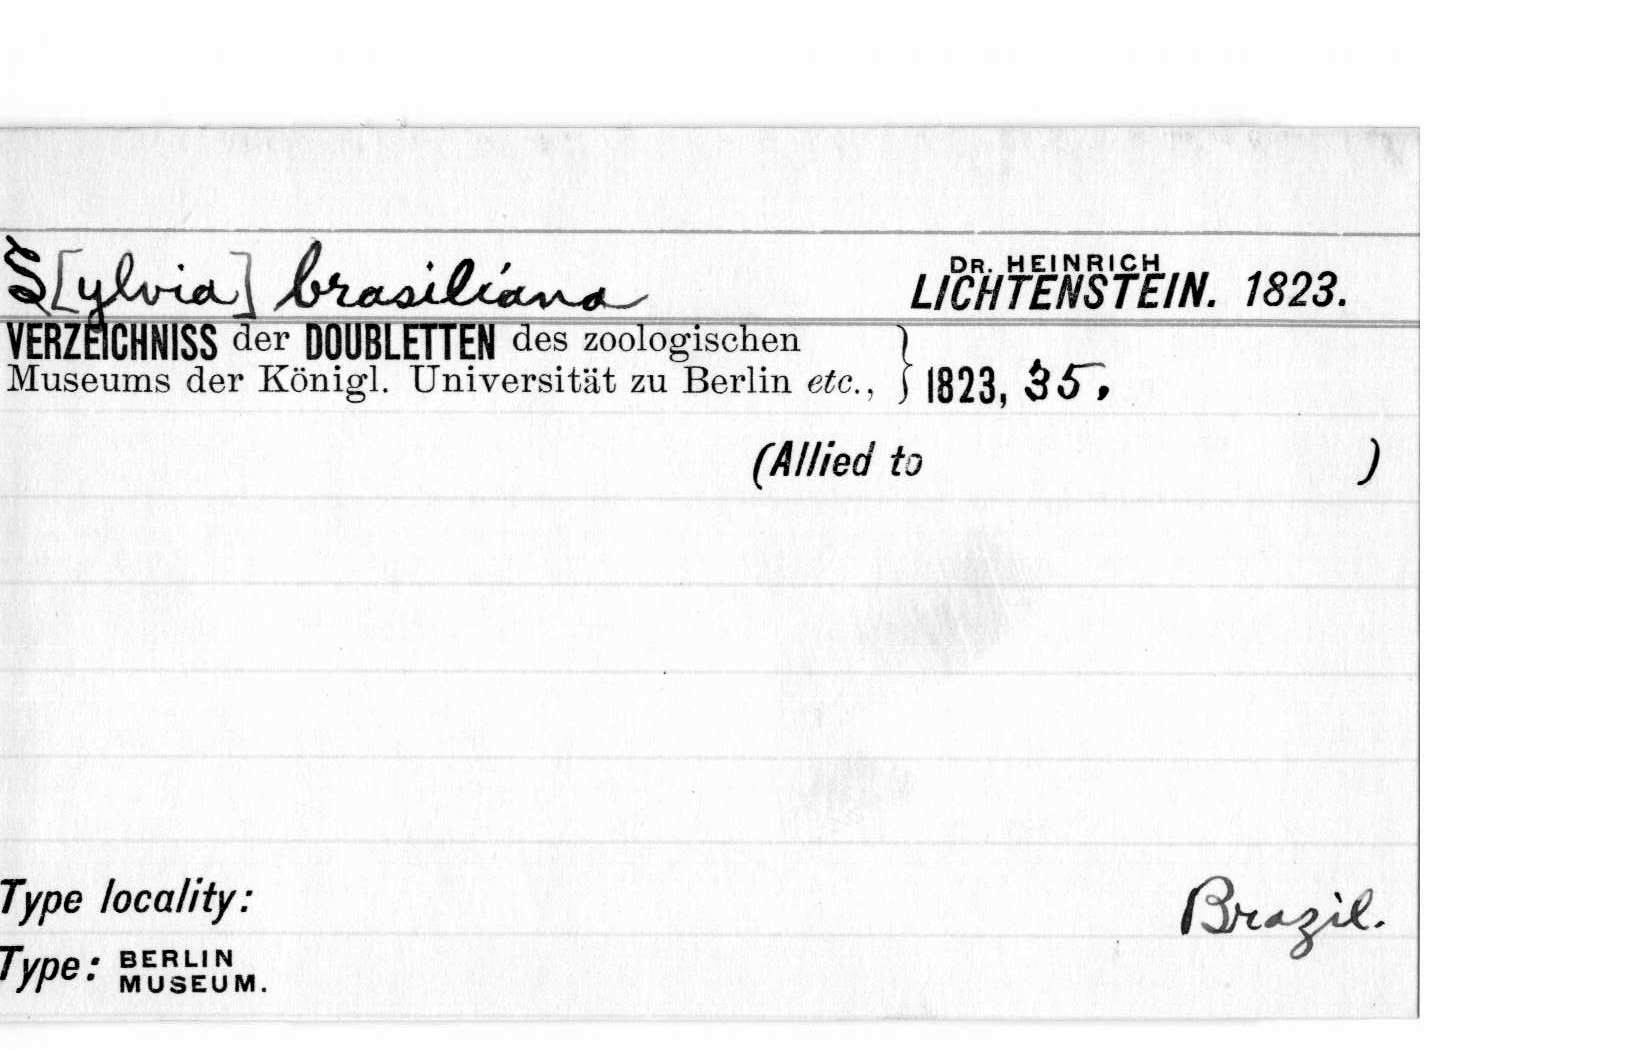 S[ylvia] brasiliana DR. HEINRICH LICHTENSTEIN. 1823.
VERZEICHNISS der DOUBLETTEN des zoologischen
Museums der Königl. Universität zu Berlin etc., } 1823, 35.
(Allied to )
Type locality: Brazil.
Type: BERLIN MUSEUM.